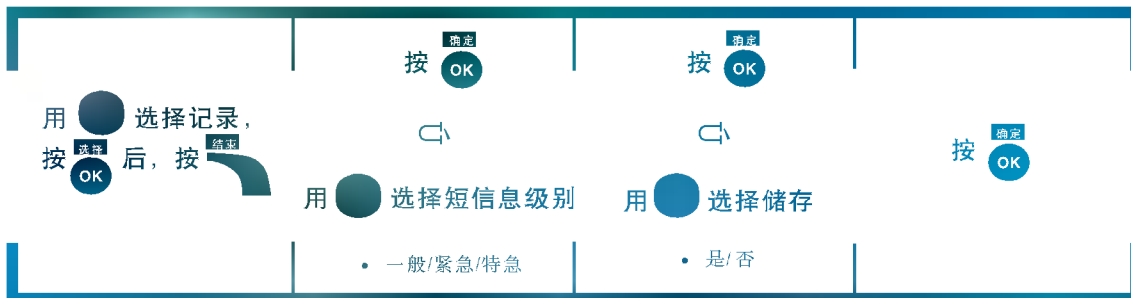 用 选择记录，
按 选择 OK 后，按 结束
按 确定 OK
用 选择短信息级别
• 一般/紧急/特急
按 确定 OK
用 选择储存
• 是/否
按 确定 OK